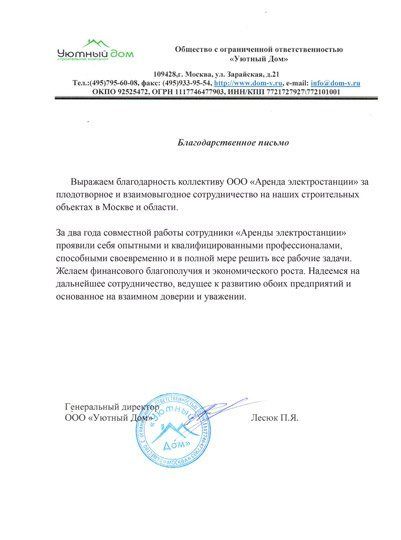 Уютный дом
строительная компания
Общество с ограниченной ответственностью
«Уютный Дом»
109428,г. Москва, ул. Зарайская, д.21
Тел.:(495)795-60-08, факс: (495)933-95-54, http://www.dom-v.ru, e-mail: info@dom-v.ru
ОКПО 92525472, ОГРН 1117746477903, ИНН/КПП 7721727927\772101001
Благодарственное письмо
Выражаем благодарность коллективу ООО «Аренда электростанции» за
плодотворное и взаимовыгодное сотрудничество на наших строительных
объектах в Москве и области.
За два года совместной работы сотрудники «Аренды электростанции»
проявили себя опытными и квалифицированными профессионалами,
способными своевременно и в полной мере решить все рабочие задачи.
Желаем финансового благополучия и экономического роста. Надеемся на
дальнейшее сотрудничество, ведущее к развитию обоих предприятий и
основанное на взаимном доверии и уважении.
Генеральный директор
ООО «Уютный Дом» Лесюк П.Я.
«Уютный
Дом»